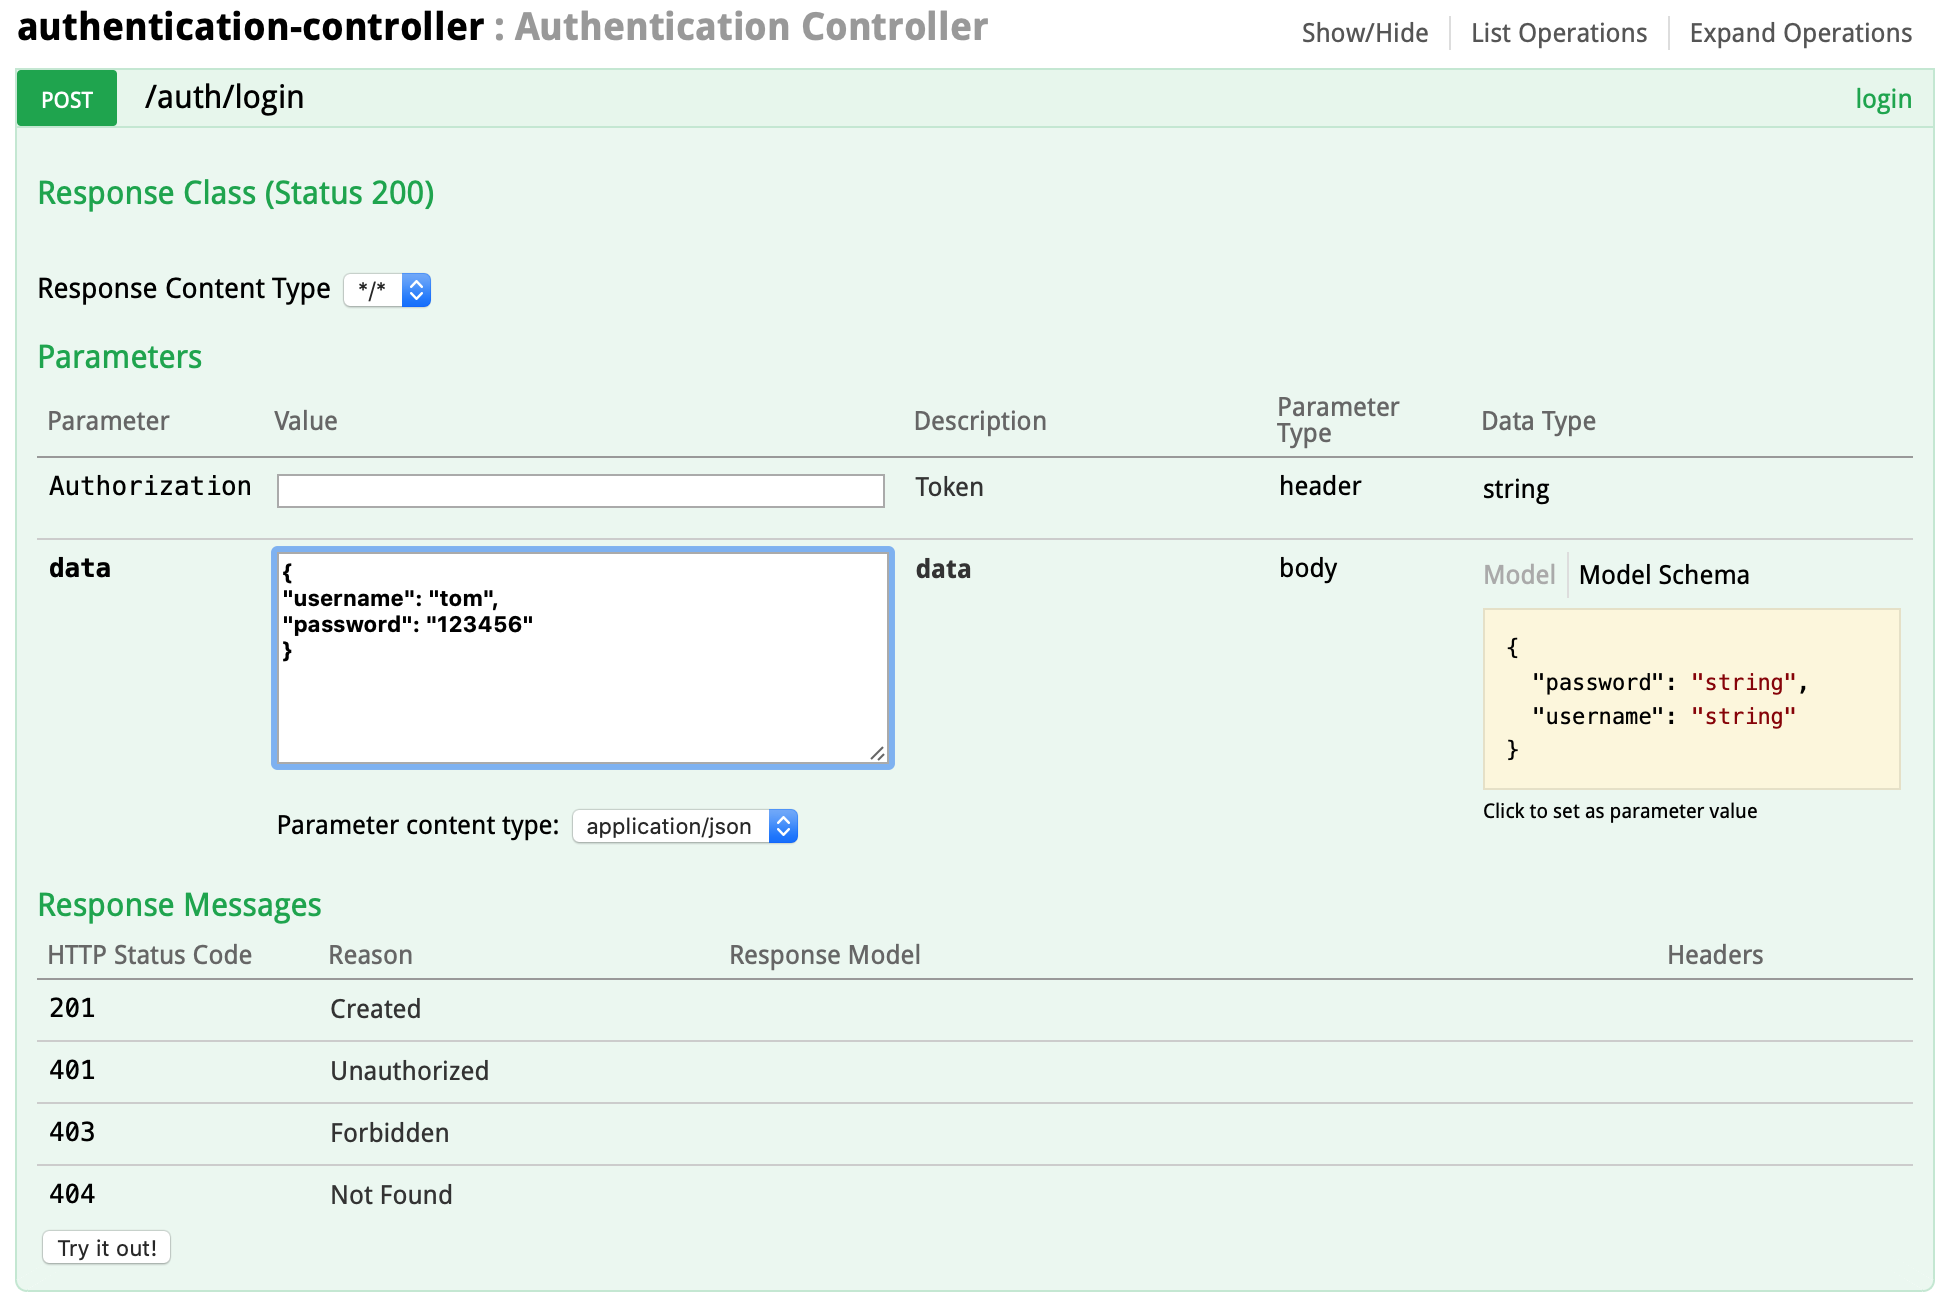 authentication-controller : Authentication Controller
Show/Hide
List Operations
Expand Operations
POST /auth/login
login
Response Class (Status 200)
Response Content Type */*
Parameters
Parameter Value Description Parameter Type Data Type
Authorization Token header string
data
{
"username": "tom",
"password": "123456"
}
data body
Model Model Schema
{
"password": "string",
"username": "string"
}
Click to set as parameter value
Parameter content type: application/json
Response Messages
HTTP Status Code Reason Response Model Headers
201 Created
401 Unauthorized
403 Forbidden
404 Not Found
Try it out!